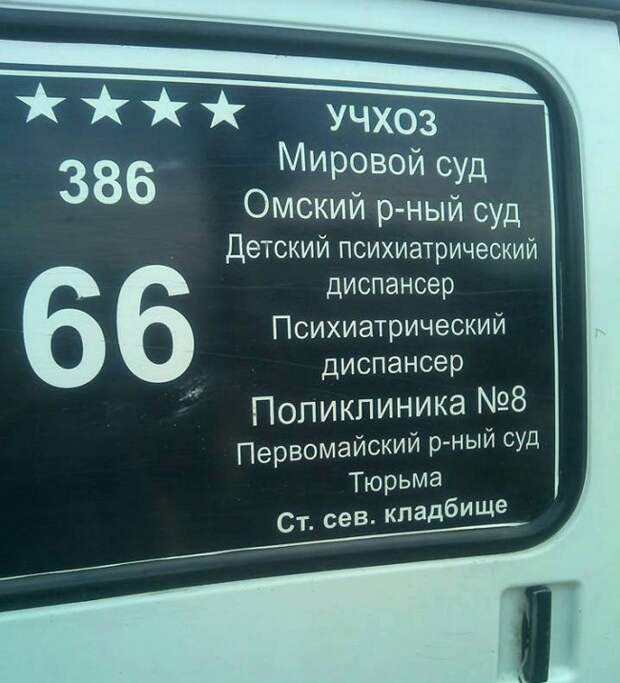 УЧХОЗ
Мировой суд
386
Омский р-ный суд
Детский психиатрический
диспансер
66
Психиатрический
диспансер
Поликлиника №8
Первомайский р-ный суд
Тюрьма
Ст. сев. кладбище